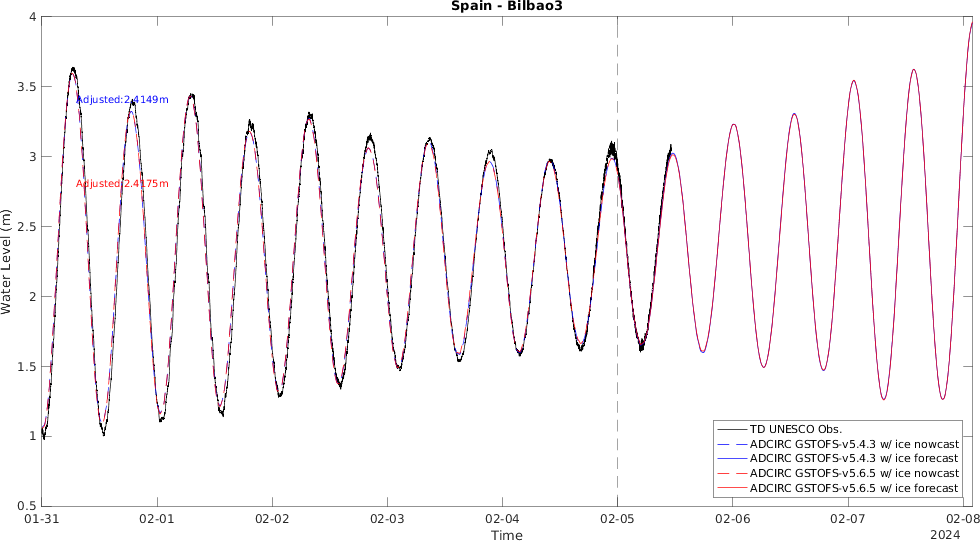 Spain - Bilbao3
4
3.5
3
2.5
2
1.5
1
0.5
Water Level (m)
Adjusted:2.4149m
Adjusted:2.4175m
TD UNESCO Obs.
ADCIRC GSTOFS-v5.4.3 w/ ice nowcast
ADCIRC GSTOFS-v5.4.3 w/ ice forecast
ADCIRC GSTOFS-v5.6.5 w/ ice nowcast
ADCIRC GSTOFS-v5.6.5 w/ ice forecast
01-31 02-01 02-02 02-03 02-04 02-05 02-06 02-07 02-08
Time
2024